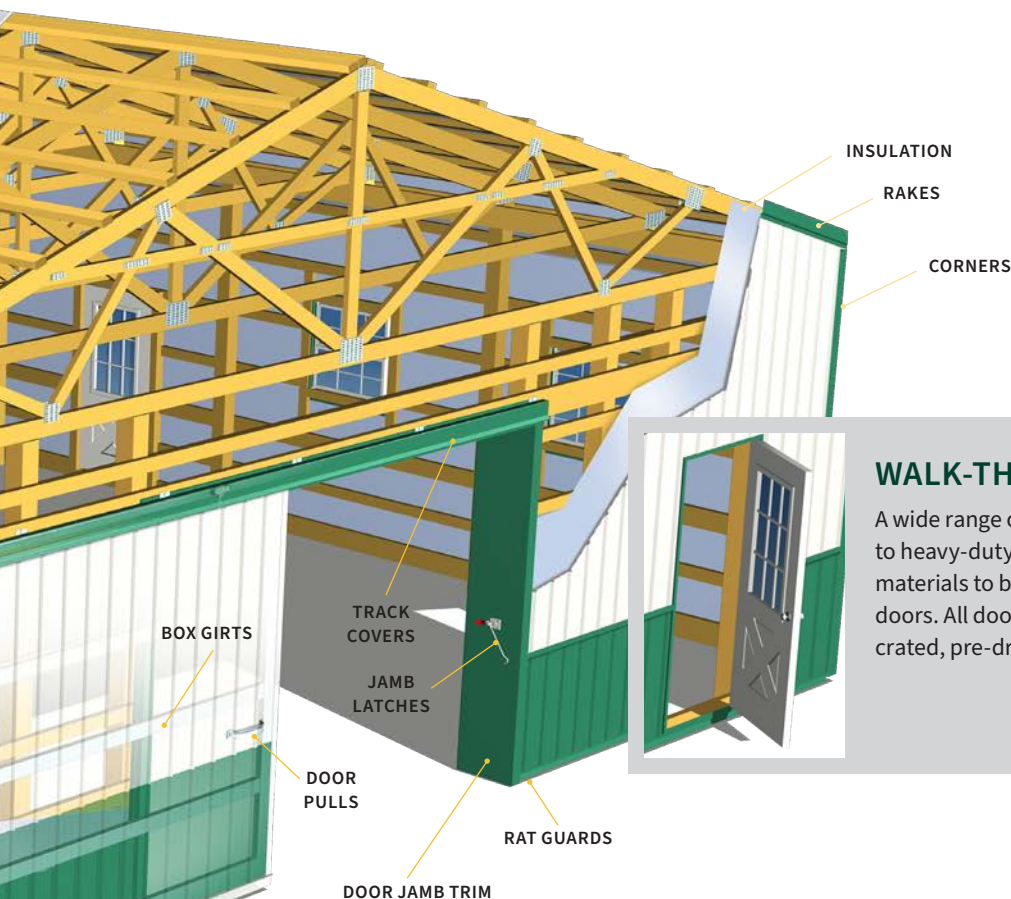 INSULATION
RAKES
CORNERS
WALK-TH
A wide range
to heavy-duty
materials to b
doors. All doo
crated, pre-dr
TRACK
COVERS
BOX GIRTS
JAMB
LATCHES
DOOR
PULLS
RAT GUARDS
DOOR JAMB TRIM